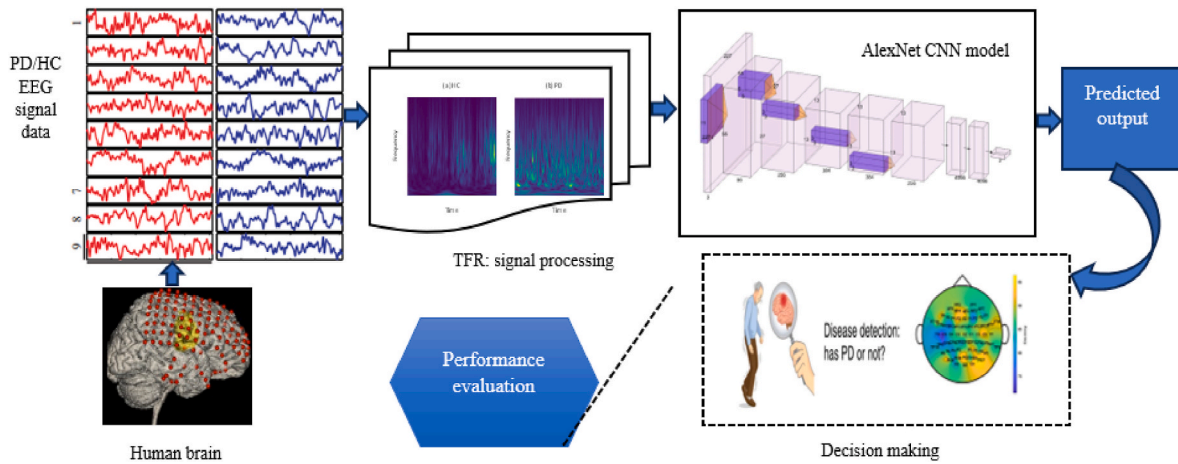 PD/HC
EEG
signal
data
1
7
8
9
(a)HC
(b) PD
Frequency
Frequency
Time
Time
TFR: signal processing
AlexNet CNN model
Predicted
output
Human brain
Performance
evaluation
Disease detection:
has PD or not?
Decision making